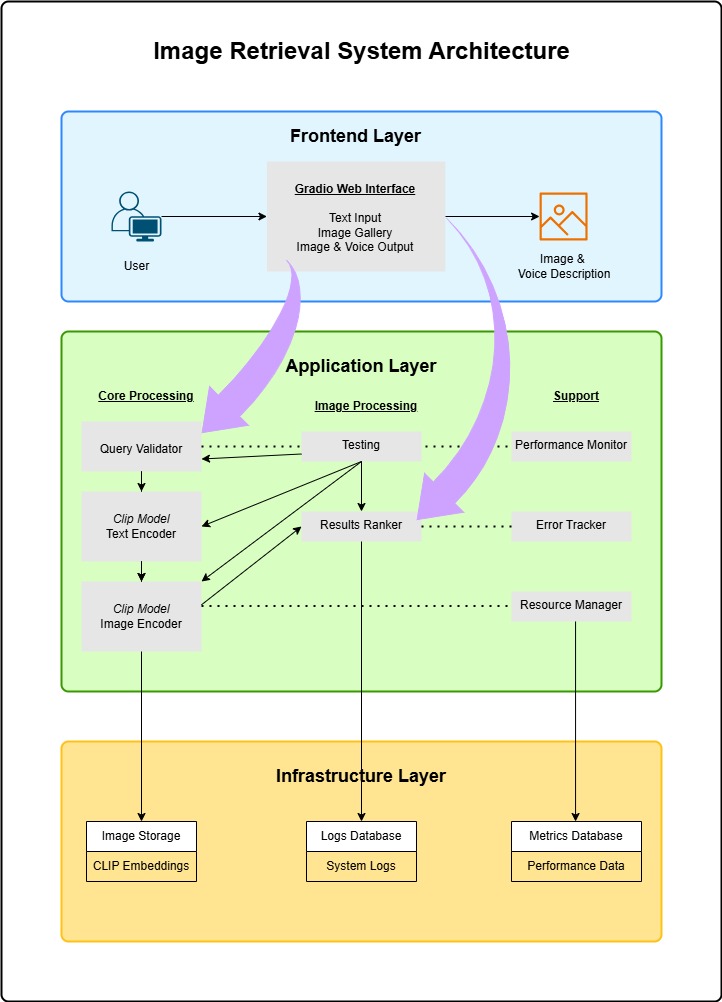 Image Retrieval System Architecture
Frontend Layer
Gradio Web Interface
Text Input
Image Gallery
Image & Voice Output
User
Image &
Voice Description
Application Layer
Core Processing
Image Processing
Support
Query Validator
Testing
Performance Monitor
Clip Model
Text Encoder
Results Ranker
Error Tracker
Clip Model
Image Encoder
Resource Manager
Infrastructure Layer
Image Storage
CLIP Embeddings
Logs Database
System Logs
Metrics Database
Performance Data